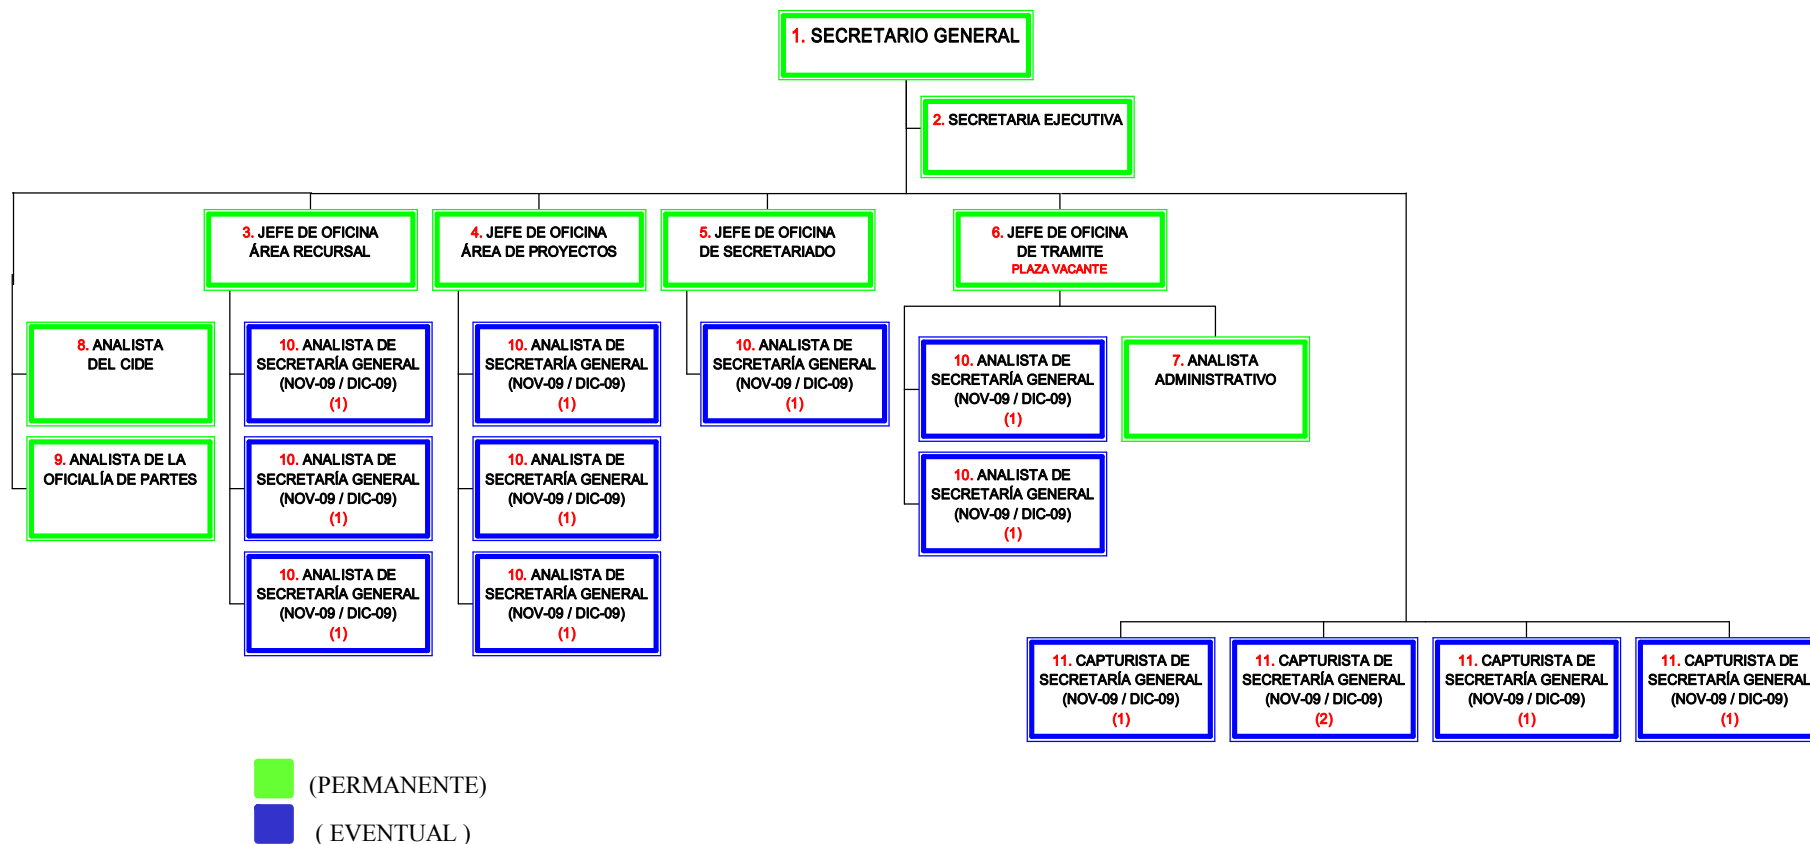 1. SECRETARIO GENERAL
2. SECRETARIA EJECUTIVA
3. JEFE DE OFICINA
ÁREA RECURSAL
4. JEFE DE OFICINA
ÁREA DE PROYECTOS
5. JEFE DE OFICINA
DE SECRETARIADO
6. JEFE DE OFICINA
DE TRAMITE
PLAZA VACANTE
8. ANALISTA
DEL CIDE
10. ANALISTA DE
SECRETARÍA GENERAL
(NOV-09 / DIC-09)
(1)
10. ANALISTA DE
SECRETARÍA GENERAL
(NOV-09 / DIC-09)
(1)
10. ANALISTA DE
SECRETARÍA GENERAL
(NOV-09 / DIC-09)
(1)
10. ANALISTA DE
SECRETARÍA GENERAL
(NOV-09 / DIC-09)
(1)
7. ANALISTA
ADMINISTRATIVO
9. ANALISTA DE LA
OFICIALÍA DE PARTES
10. ANALISTA DE
SECRETARÍA GENERAL
(NOV-09 / DIC-09)
(1)
10. ANALISTA DE
SECRETARÍA GENERAL
(NOV-09 / DIC-09)
(1)
10. ANALISTA DE
SECRETARÍA GENERAL
(NOV-09 / DIC-09)
(1)
10. ANALISTA DE
SECRETARÍA GENERAL
(NOV-09 / DIC-09)
(1)
10. ANALISTA DE
SECRETARÍA GENERAL
(NOV-09 / DIC-09)
(1)
11. CAPTURISTA DE
SECRETARÍA GENERAL
(NOV-09 / DIC-09)
(1)
11. CAPTURISTA DE
SECRETARÍA GENERAL
(NOV-09 / DIC-09)
(2)
11. CAPTURISTA DE
SECRETARÍA GENERAL
(NOV-09 / DIC-09)
(1)
11. CAPTURISTA DE
SECRETARÍA GENERAL
(NOV-09 / DIC-09)
(1)
(PERMANENTE)
( EVENTUAL )